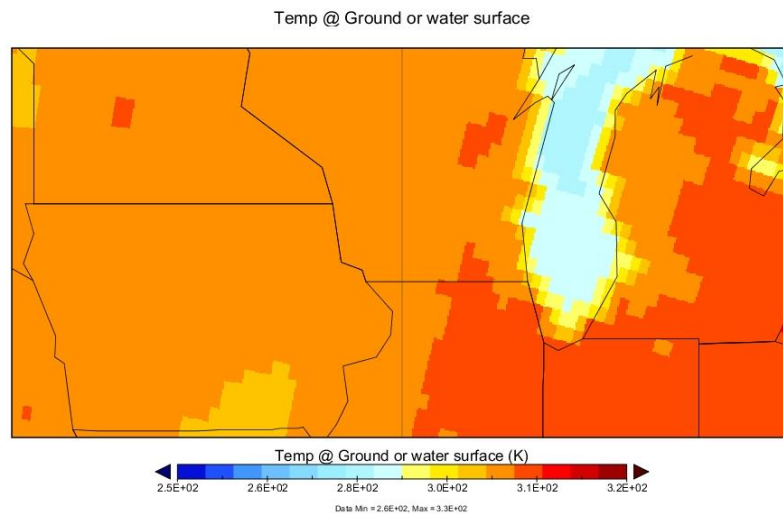 Temp @ Ground or water surface
Temp @ Ground or water surface (K)
2.5E+02 2.6E+02 2.8E+02 3.0E+02 3.1E+02 3.2E+02
Data Min = 2.6E+02, Max = 3.3E+02